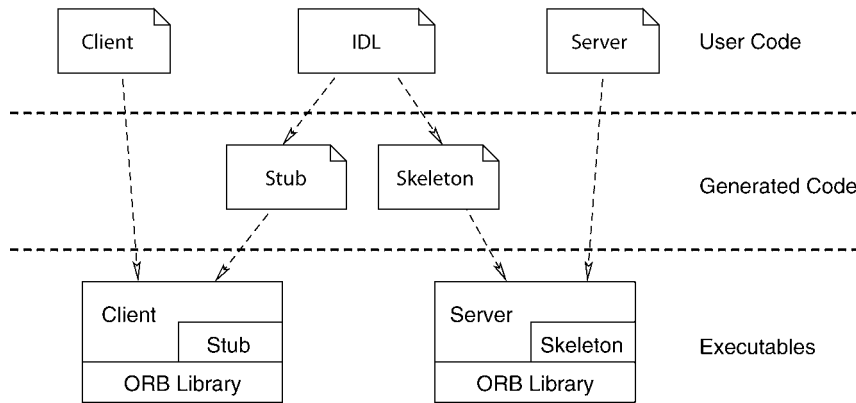 Client
IDL
Server
User Code
Stub
Skeleton
Generated Code
Client
Stub
ORB Library
Server
Skeleton
ORB Library
Executables